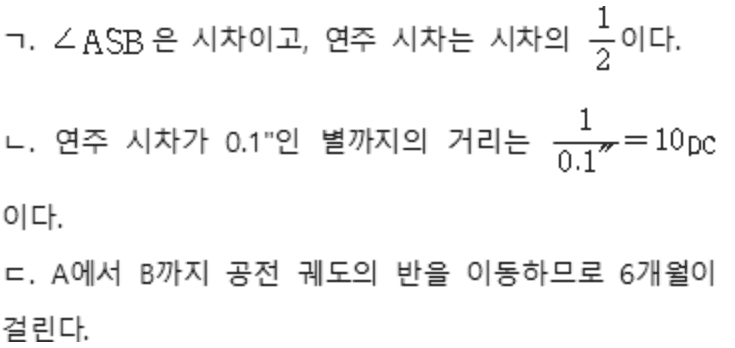 ㄱ. ∠ASB은 시차이고, 연주 시차는 시차의 1/2이다.
ㄴ. 연주 시차가 0.1"인 별까지의 거리는 1/0.1″=10pc
이다.
ㄷ. A에서 B까지 공전 궤도의 반을 이동하므로 6개월이
걸린다.